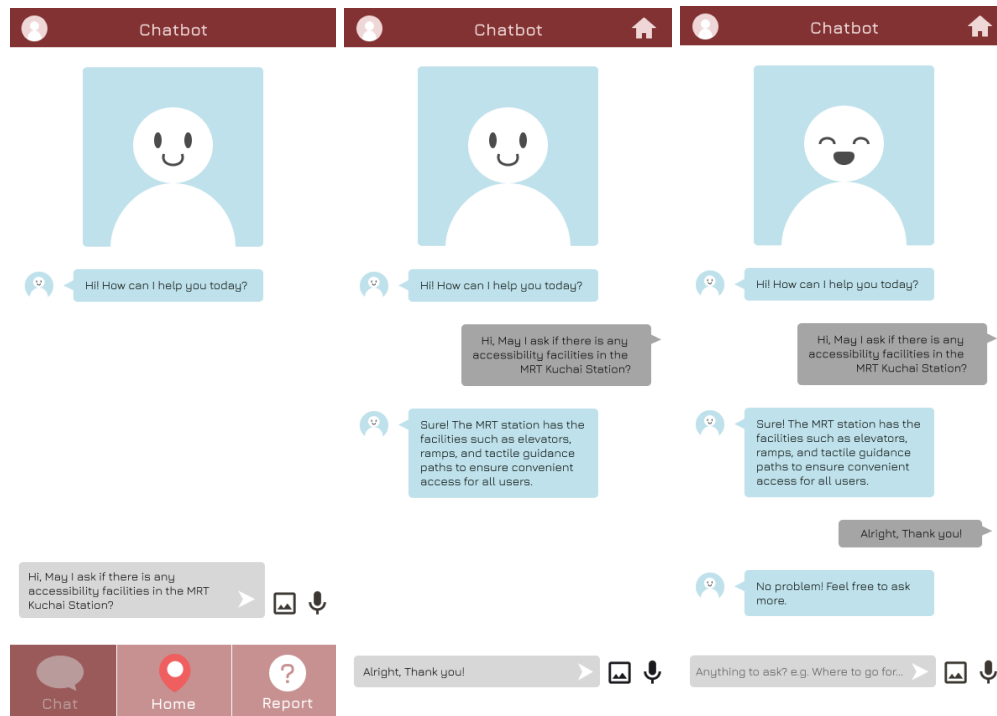 Chatbot
Hi! How can I help you today?
Hi, May I ask if there is any
accessibility facilities in the MRT
Kuchai Station?
Chat
Home
?
Report
Chatbot
Hi! How can I help you today?
Hi, May I ask if there is any
accessibility facilities in the
MRT Kuchai Station?
Sure! The MRT station has the
facilities such as elevators,
ramps, and tactile guidance
paths to ensure convenient
access for all users.
Alright, Thank you!
Chatbot
Hi! How can I help you today?
Hi, May I ask if there is any
accessibility facilities in the
MRT Kuchai Station?
Sure! The MRT station has the
facilities such as elevators,
ramps, and tactile guidance
paths to ensure convenient
access for all users.
Alright, Thank you!
No problem! Feel free to ask
more.
Anything to ask? e.g. Where to go for...